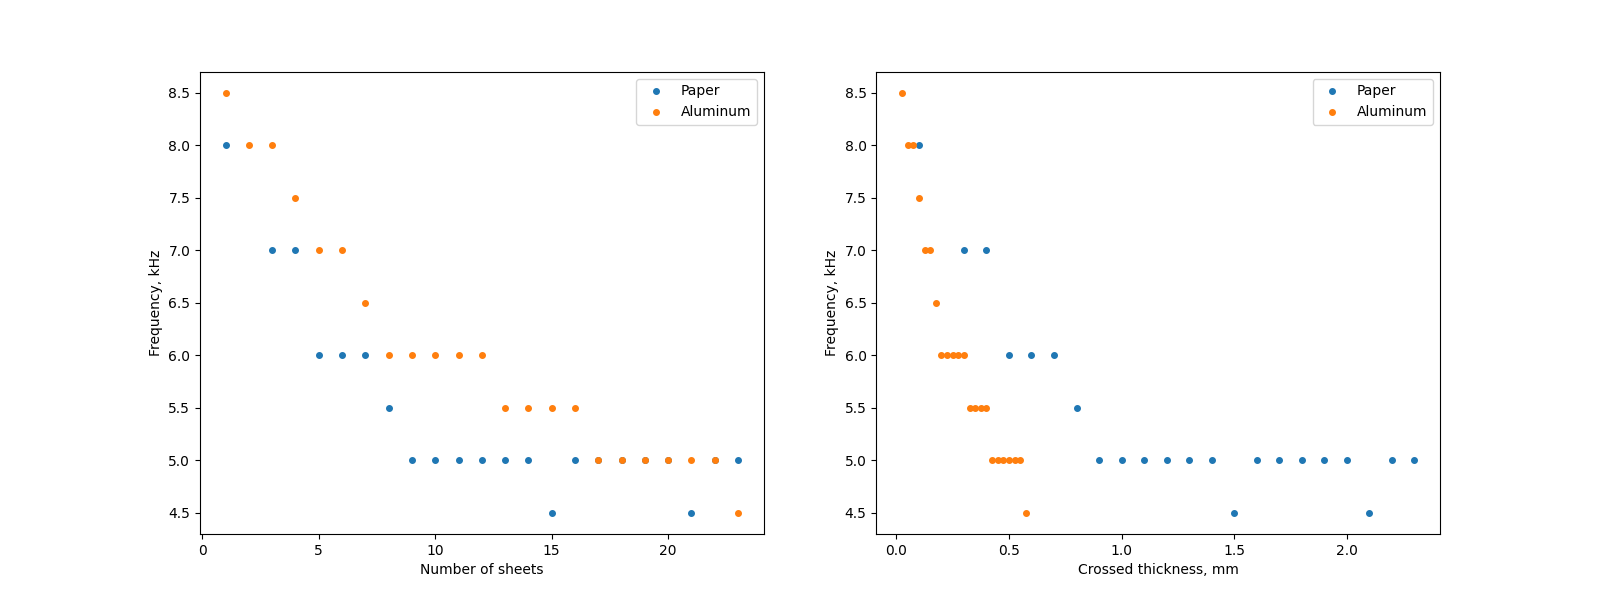 8.5
8.0
7.5
7.0
6.5
6.0
5.5
5.0
4.5
Frequency, kHz
0 5 10 15 20
Number of sheets
Paper
Aluminum
8.5
8.0
7.5
7.0
6.5
6.0
5.5
5.0
4.5
Frequency, kHz
0.0 0.5 1.0 1.5 2.0
Crossed thickness, mm
Paper
Aluminum